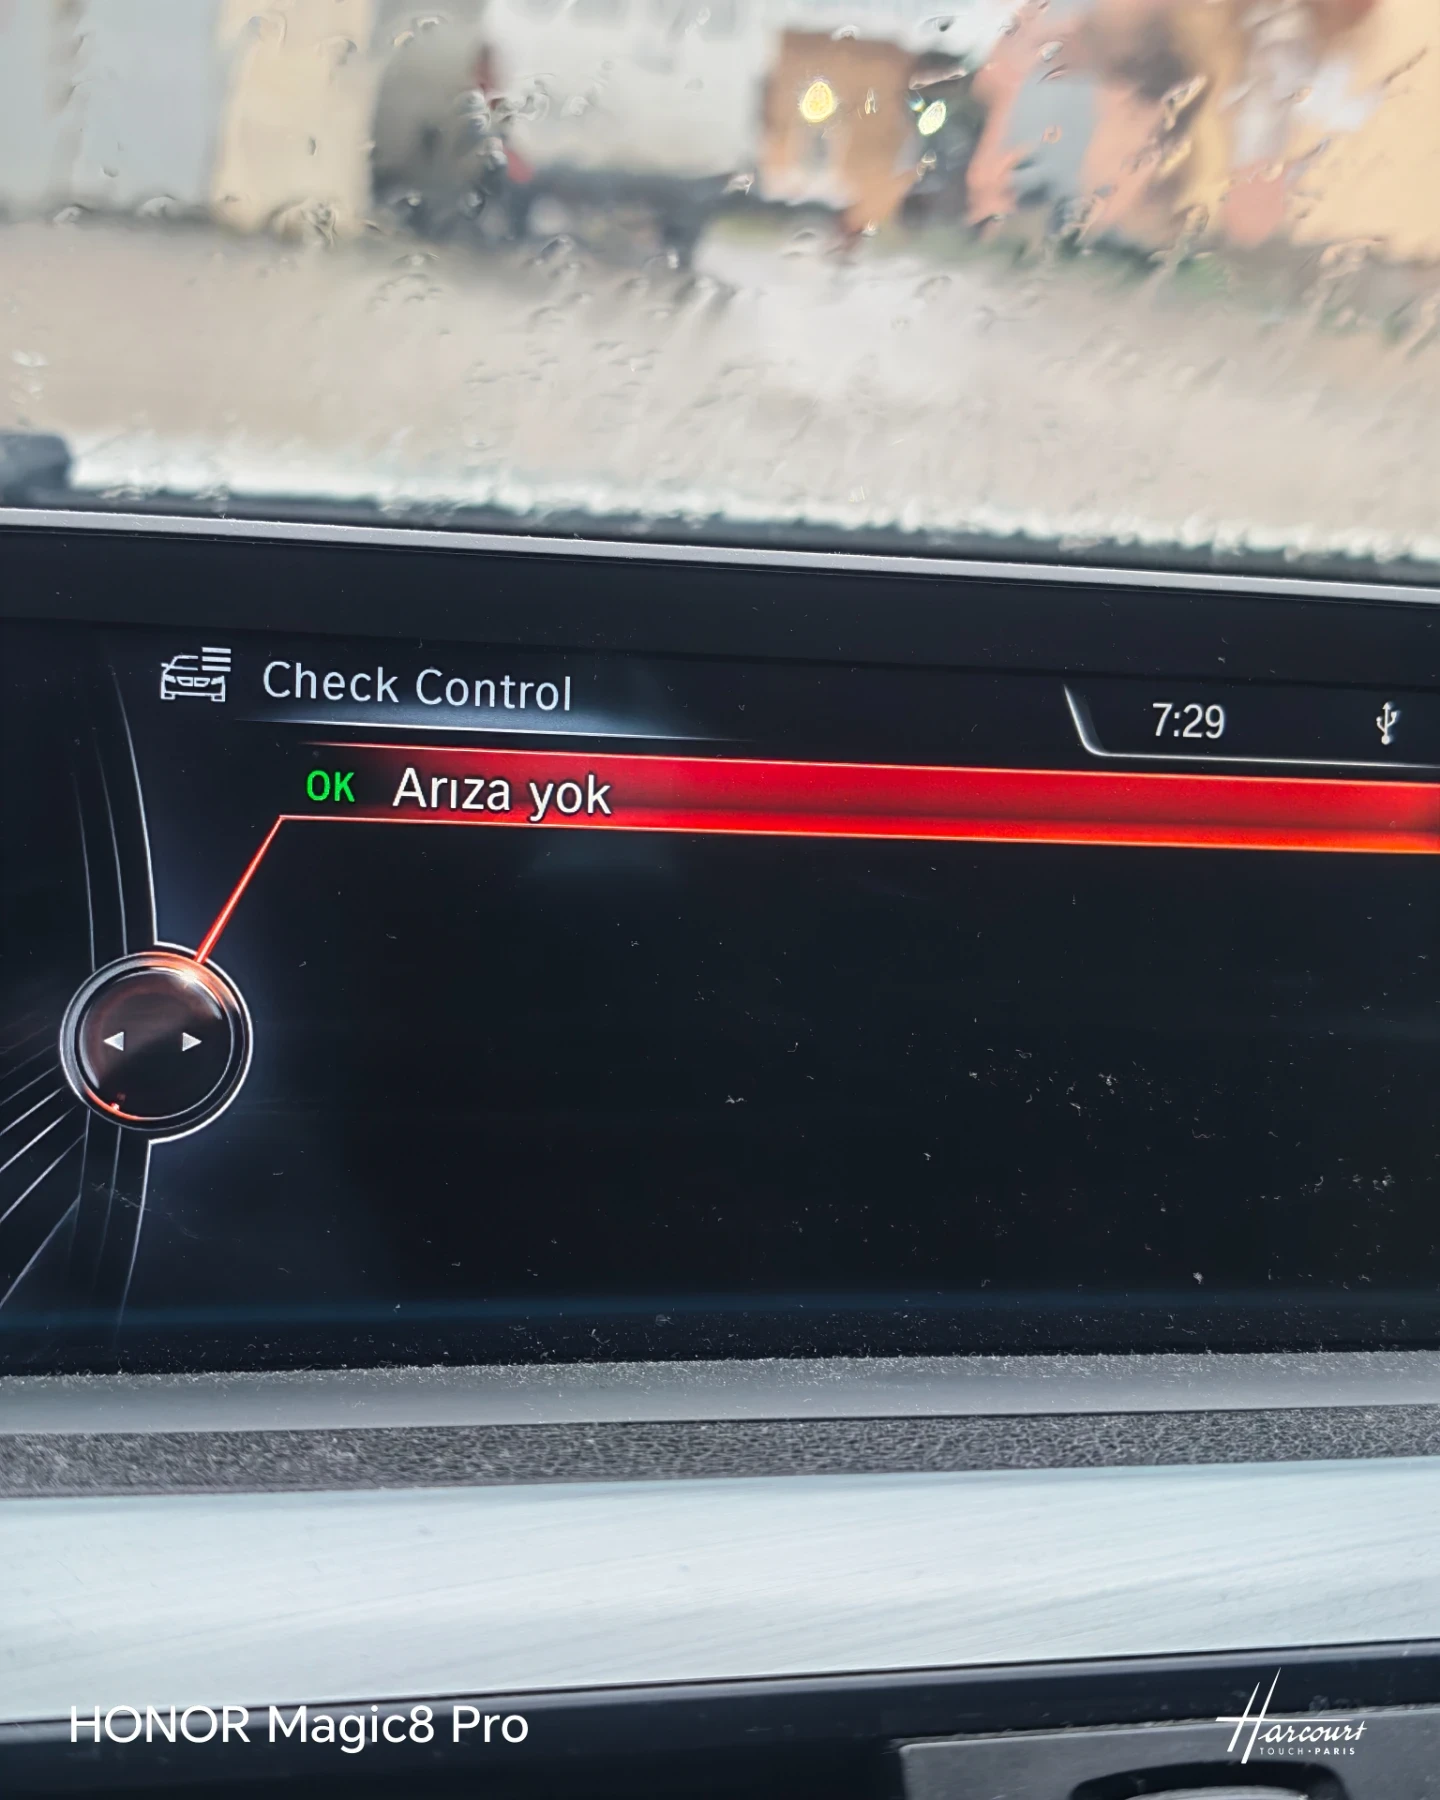 Check Control
7:29
OK Arıza yok
HONOR Magic8 Pro
Harcourt
TOUCH • PARIS